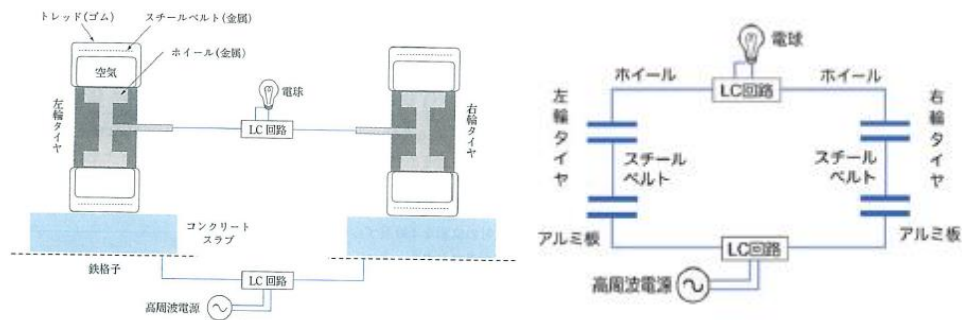 トレッド(ゴム)
スチールベルト(金属)
ホイール(金属)
空気
左輪タイヤ
電球
LC 回路
右輪タイヤ
コンクリート
スラブ
鉄格子
LC 回路
高周波電源
電球
ホイール
LC回路
ホイール
左輪タイヤ
右輪タイヤ
スチール
ベルト
スチール
ベルト
アルミ板
アルミ板
LC回路
高周波電源